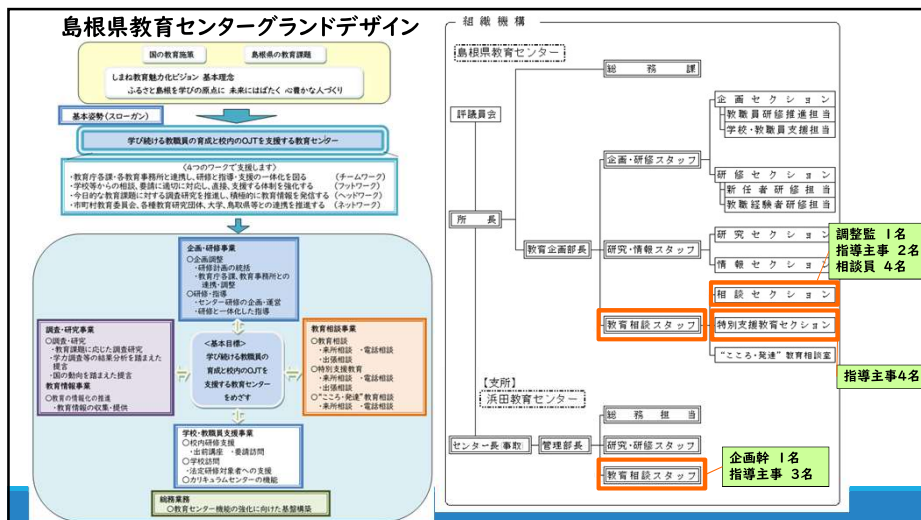 島根県教育センターグランドデザイン
国の教育施策
島根県の教育課題
しまね教育魅力化ビジョン 基本理念
ふるさと島根を学びの原点に 未来にはばたく 心豊かな人づくり
基本姿勢(スローガン)
学び続ける教職員の育成と校内のOJTを支援する教育センター
〈4つのワークで支援します〉
・教育庁各課・各教育事務所と連携し、研修と指導・支援の一体化を図る (チームワーク)
・学校等からの相談、要請に適切に対応し、直接、支援する体制を強化する (フットワーク)
・今日的な教育課題に対する調査研究を推進し、積極的に教育情報を発信する (ヘッドワーク)
・市町村教育委員会、各種教育研究団体、大学、鳥取県等との連携を推進する (ネットワーク)
企画・研修事業
○企画調整
・研修計画の統括
・教育庁各課、教育事務所との
連携・調整
○研修・指導
・センター研修の企画・運営
・研修と一体化した指導
調査・研究事業
○調査・研究
・教育課題に応じた調査研究
・学力調査等の結果分析を踏まえた
提言
・国の動向を踏まえた提言
教育情報事業
○教育の情報化の推進
・教育情報の収集・提供
<基本目標>
学び続ける教職員の
育成と校内のOJTを
支援する教育センター
をめざす
教育相談事業
○教育相談
・来所相談 ・電話相談
・出張相談
○特別支援教育
・来所相談 ・電話相談
・出張相談
○“こころ・発達”教育相談
・来所相談 ・電話相談
学校・教職員支援事業
○校内研修支援
・出前講座 ・要請訪問
○学校訪問
・法定研修対象者への支援
○カリキュラムセンターの機能
総務業務
○教育センター機能の強化に向けた基盤構築
組織機構
島根県教育センター
総務課
評議員会
所長
教育企画部長
企画・研修スタッフ
企画セクション
教職員研修推進担当
学校・教職員支援担当
研修セクション
新任者研修担当
教職経験者研修担当
研究・情報スタッフ
研究セクション
情報セクション
教育相談スタッフ
相談セクション
特別支援教育セクション
“こころ・発達”教育相談室
調整監 1名
指導主事 2名
相談員 4名
指導主事4名
【支所】
浜田教育センター
センター長(事取)
管理部長
総務担当
研究・研修スタッフ
教育相談スタッフ
企画幹 1名
指導主事 3名